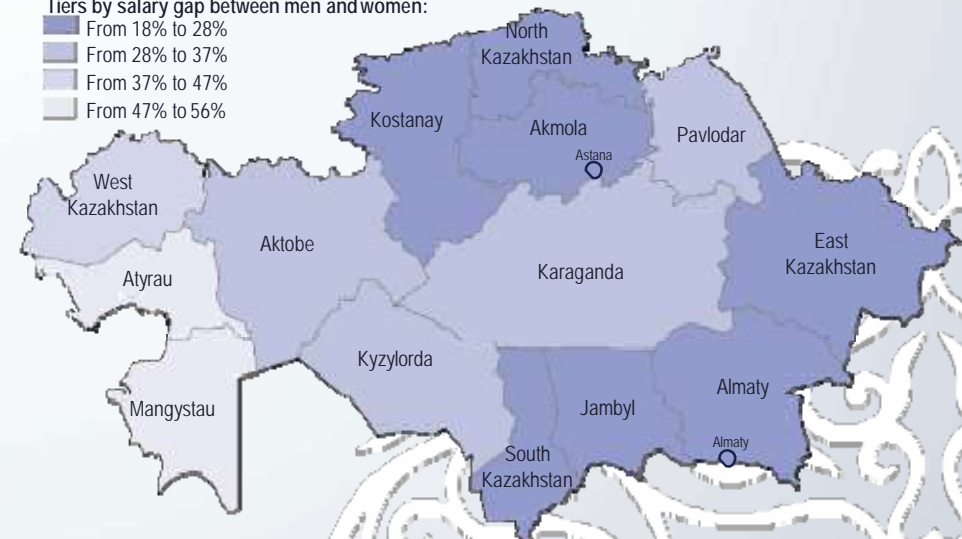 Tiers by salary gap between men and women:
From 18% to 28%
From 28% to 37%
From 37% to 47%
From 47% to 56%
North
Kazakhstan
Kostanay
Akmola
Astana
Pavlodar
West
Kazakhstan
Aktobe
East
Kazakhstan
Atyrau
Karaganda
Kyzylorda
Mangystau
Jambyl
Almaty
Almaty
South
Kazakhstan